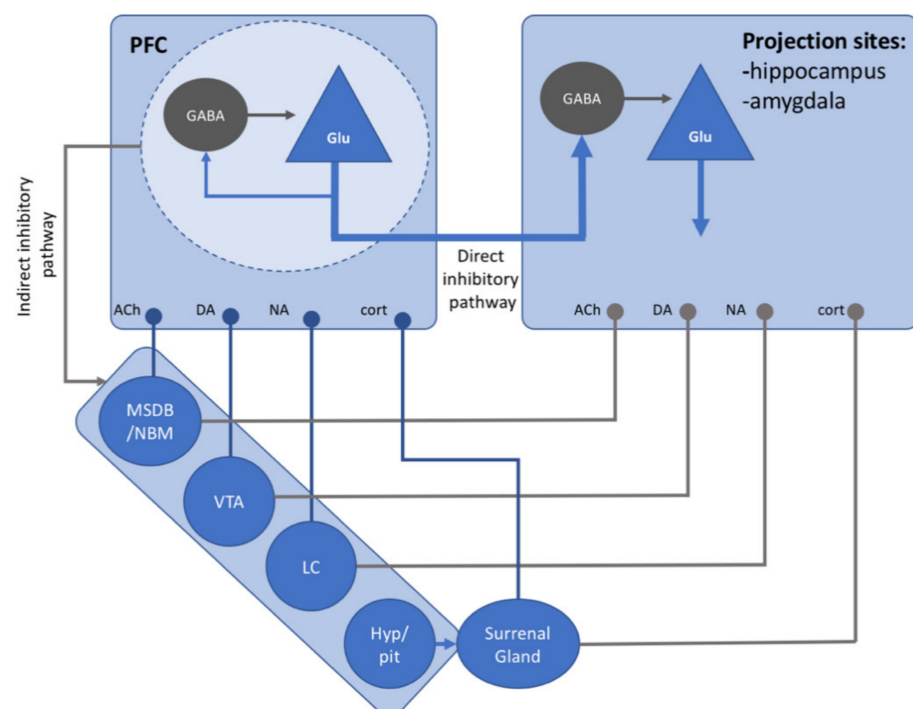 PFC
GABA
Glu
Projection sites:
-hippocampus
-amygdala
GABA
Glu
Indirect inhibitory
pathway
Direct
inhibitory
pathway
ACh
DA
NA
cort
ACh
DA
NA
cort
MSDB
/NBM
VTA
LC
Hyp/
pit
Surrenal
Gland